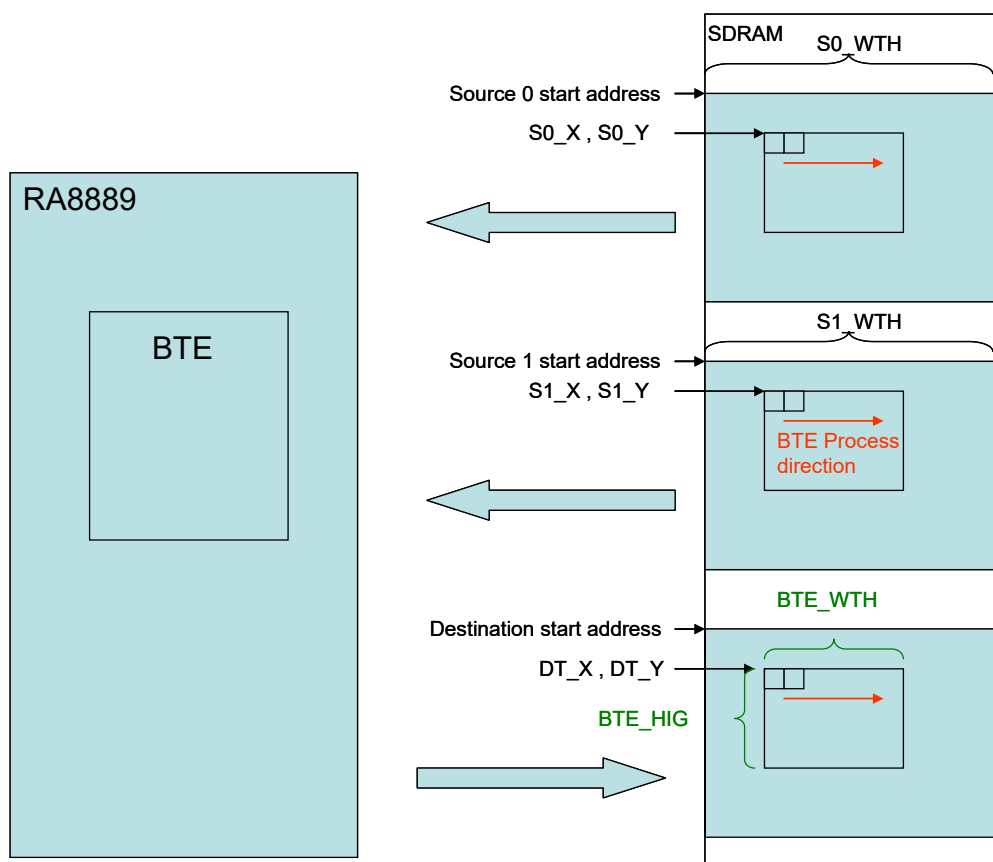 SDRAM
S0_WTH
Source 0 start address
S0_X , S0_Y
RA8889
BTE
S1_WTH
Source 1 start address
S1_X , S1_Y
BTE Process
direction
BTE_WTH
Destination start address
DT_X , DT_Y
BTE_HIG